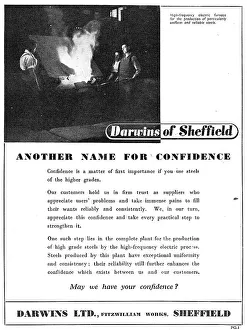 High-frequency electric furnace
for the production of particularly
uniform and reliable steels.
Darwins of Sheffield
ANOTHER NAME FOR CONFIDENCE
Confidence is a matter of first importance if you use steels
of the higher grades.
Our customers hold us in firm trust as suppliers who
appreciate users' problems and take immense pains to fill
their wants reliably and consistently. We, in our turn,
appreciate this confidence and take every practical step to
strengthen it.
One such step lies in the complete plant for the production
of high grade steels by the high-frequency electric process.
Steels produced by this plant have exceptional uniformity
and consistency; their reliability still further enhances the
confidence which exists between us and our customers.
May we have your confidence?
DARWINS LTD., FITZWILLIAM WORKS, SHEFFIELD